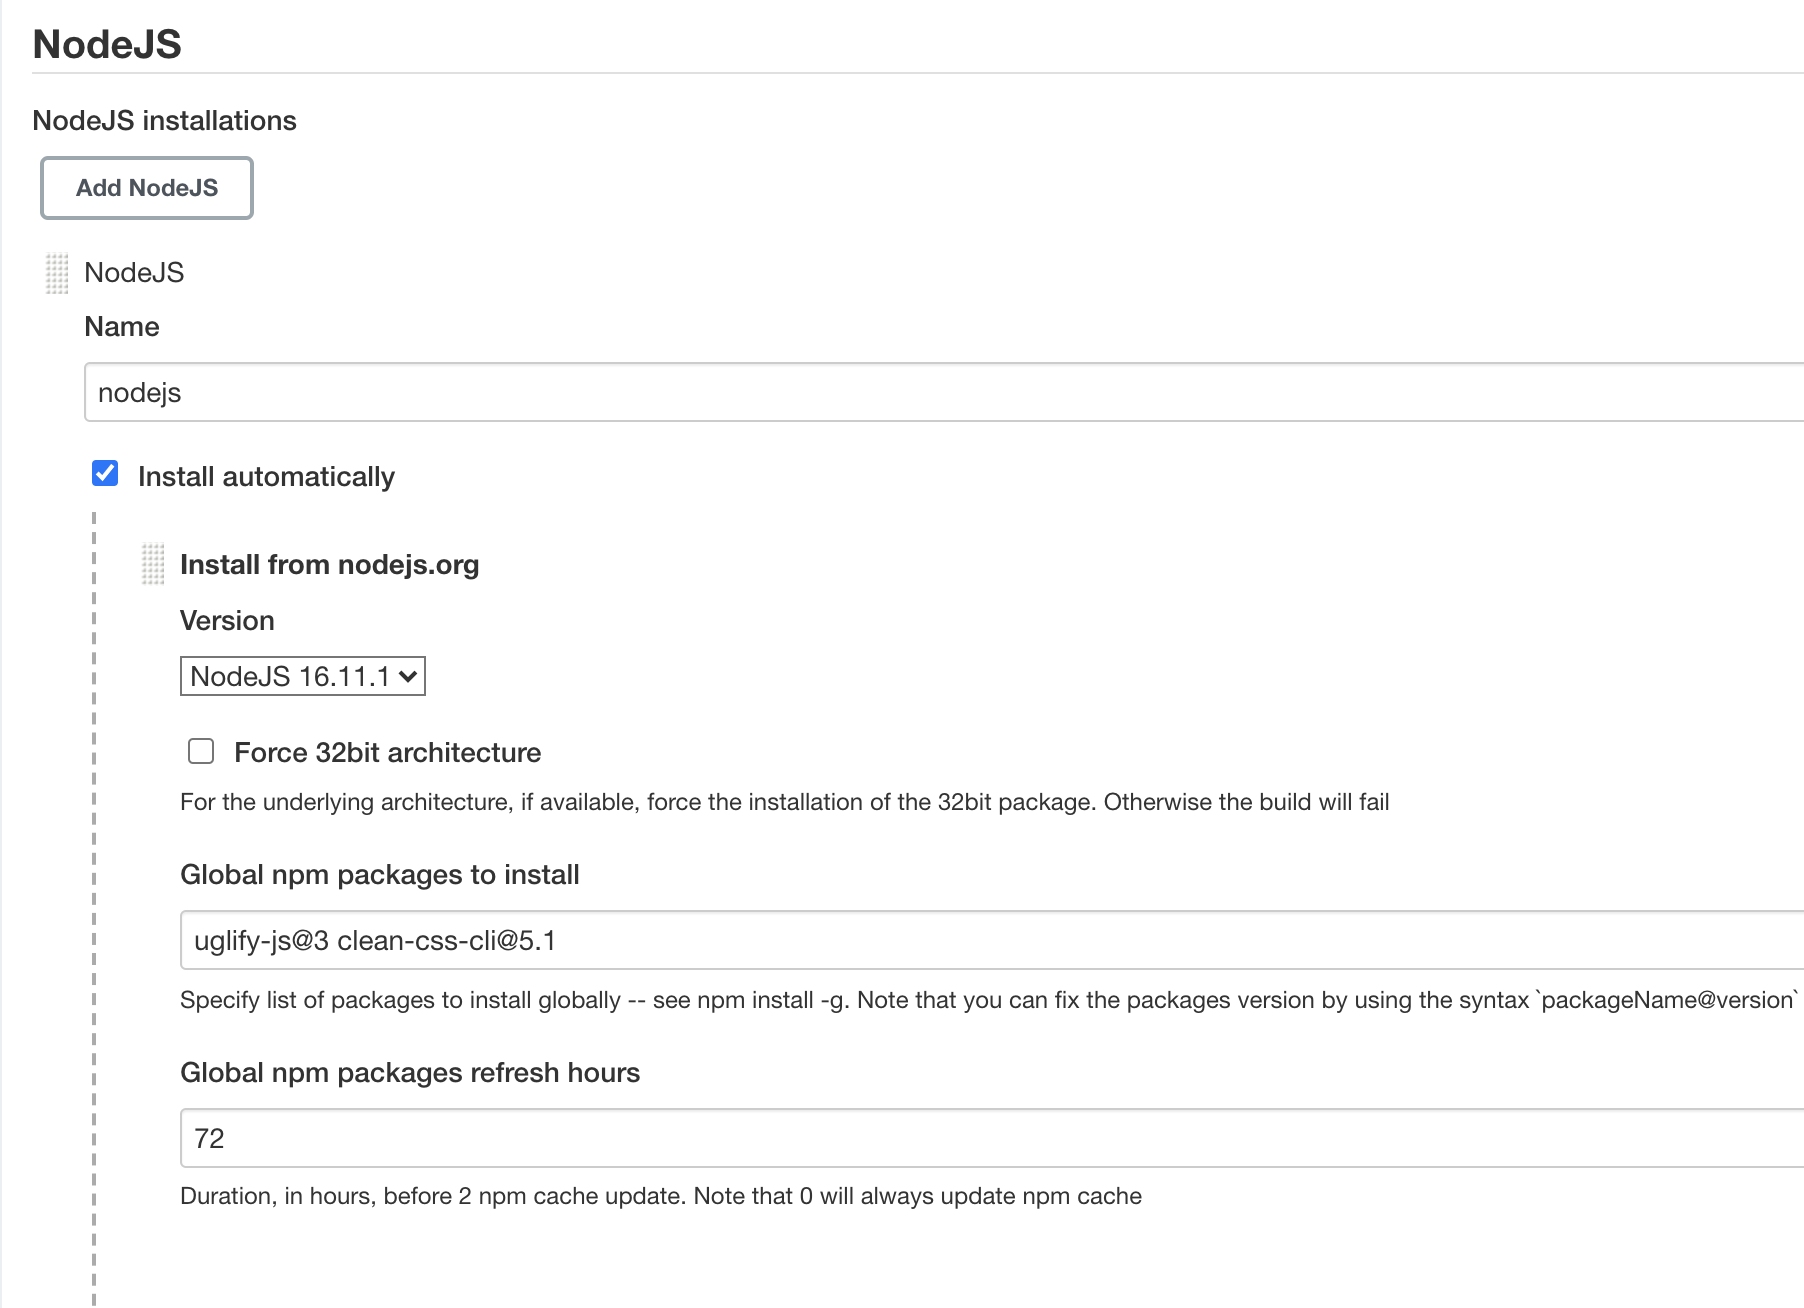 NodeJS
NodeJS installations
Add NodeJS
NodeJS
Name
nodejs
Install automatically
Install from nodejs.org
Version
NodeJS 16.11.1
Force 32bit architecture
For the underlying architecture, if available, force the installation of the 32bit package. Otherwise the build will fail
Global npm packages to install
uglify-js@3 clean-css-cli@5.1
Specify list of packages to install globally -- see npm install -g. Note that you can fix the packages version by using the syntax `packageName@version`
Global npm packages refresh hours
72
Duration, in hours, before 2 npm cache update. Note that 0 will always update npm cache